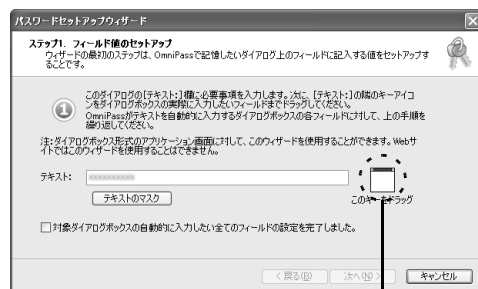 パスワードセットアップウィザード
ステップ1. フィールド値のセットアップ
ウィザードの最初のステップは、OmniPassで記憶したいダイアログ上のフィールドに記入する値をセットアップす
ることです。
このダイアログの[テキスト:]欄に必要事項を入力します。次に、[テキスト:]の隣のキーアイコ
ンをダイアログボックスの実際に入力したいフィールドまでドラッグしてください。
OmniPassがテキストを自動的に入力するダイアログボックスの各フィールドに対して、上の手順を
繰り返してください。
注:ダイアログボックス形式のアプリケーション画面に対して、このウィザードを使用することができます。Webサ
イトではこのウィザードを使用することはできません。
テキスト:
テキストのマスク
このキーをドラッグ
対象ダイアログボックスの自動的に入力したい全てのフィールドの設定を完了しました。
< 戻る(B)
次へ(N) >
キャンセル